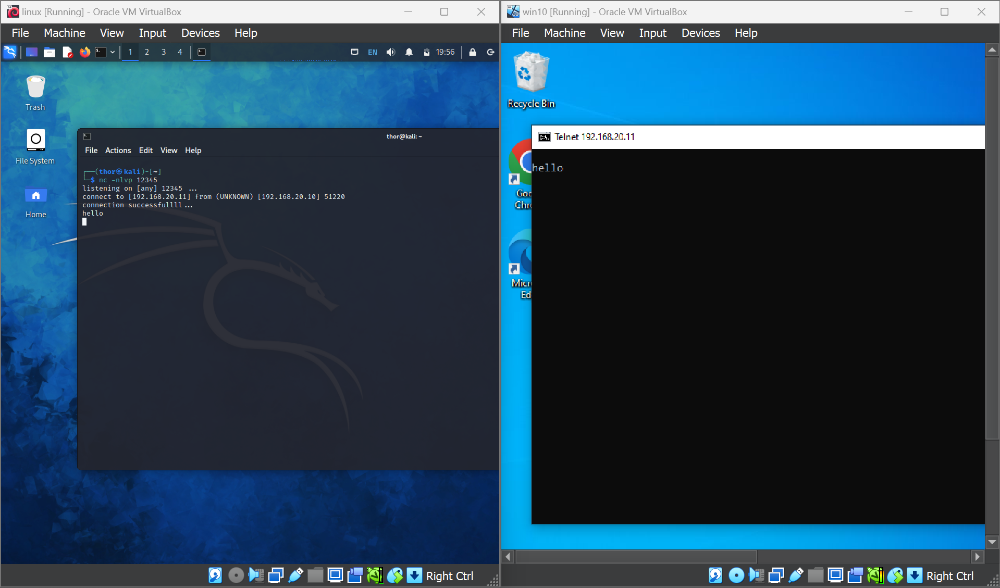 linux [Running] - Oracle VM VirtualBox
File Machine View Input Devices Help
1 2 3 4 EN 19:56
Trash
File System
Home
thor@kali: ~
File Actions Edit View Help
┌──(thor㉿kali)-[~]
└─$ nc -nlvp 12345
listening on [any] 12345 ...
connect to [192.168.20.11] from (UNKNOWN) [192.168.20.10] 51220
connection successfullll...
hello
Right Ctrl
win10 [Running] - Oracle VM VirtualBox
File Machine View Input Devices Help
Recycle Bin
Goo
Chro
Micro
Ed
Telnet 192.168.20.11
hello
Right Ctrl